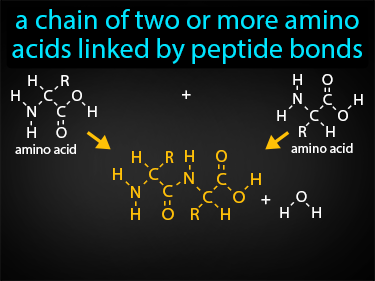 a chain of two or more amino
acids linked by peptide bonds
H R H O
H C O + N C H
N C H H C O
H O R H
amino acid amino acid
H R H O
H C N C H
N C C O + O
H O R H H H